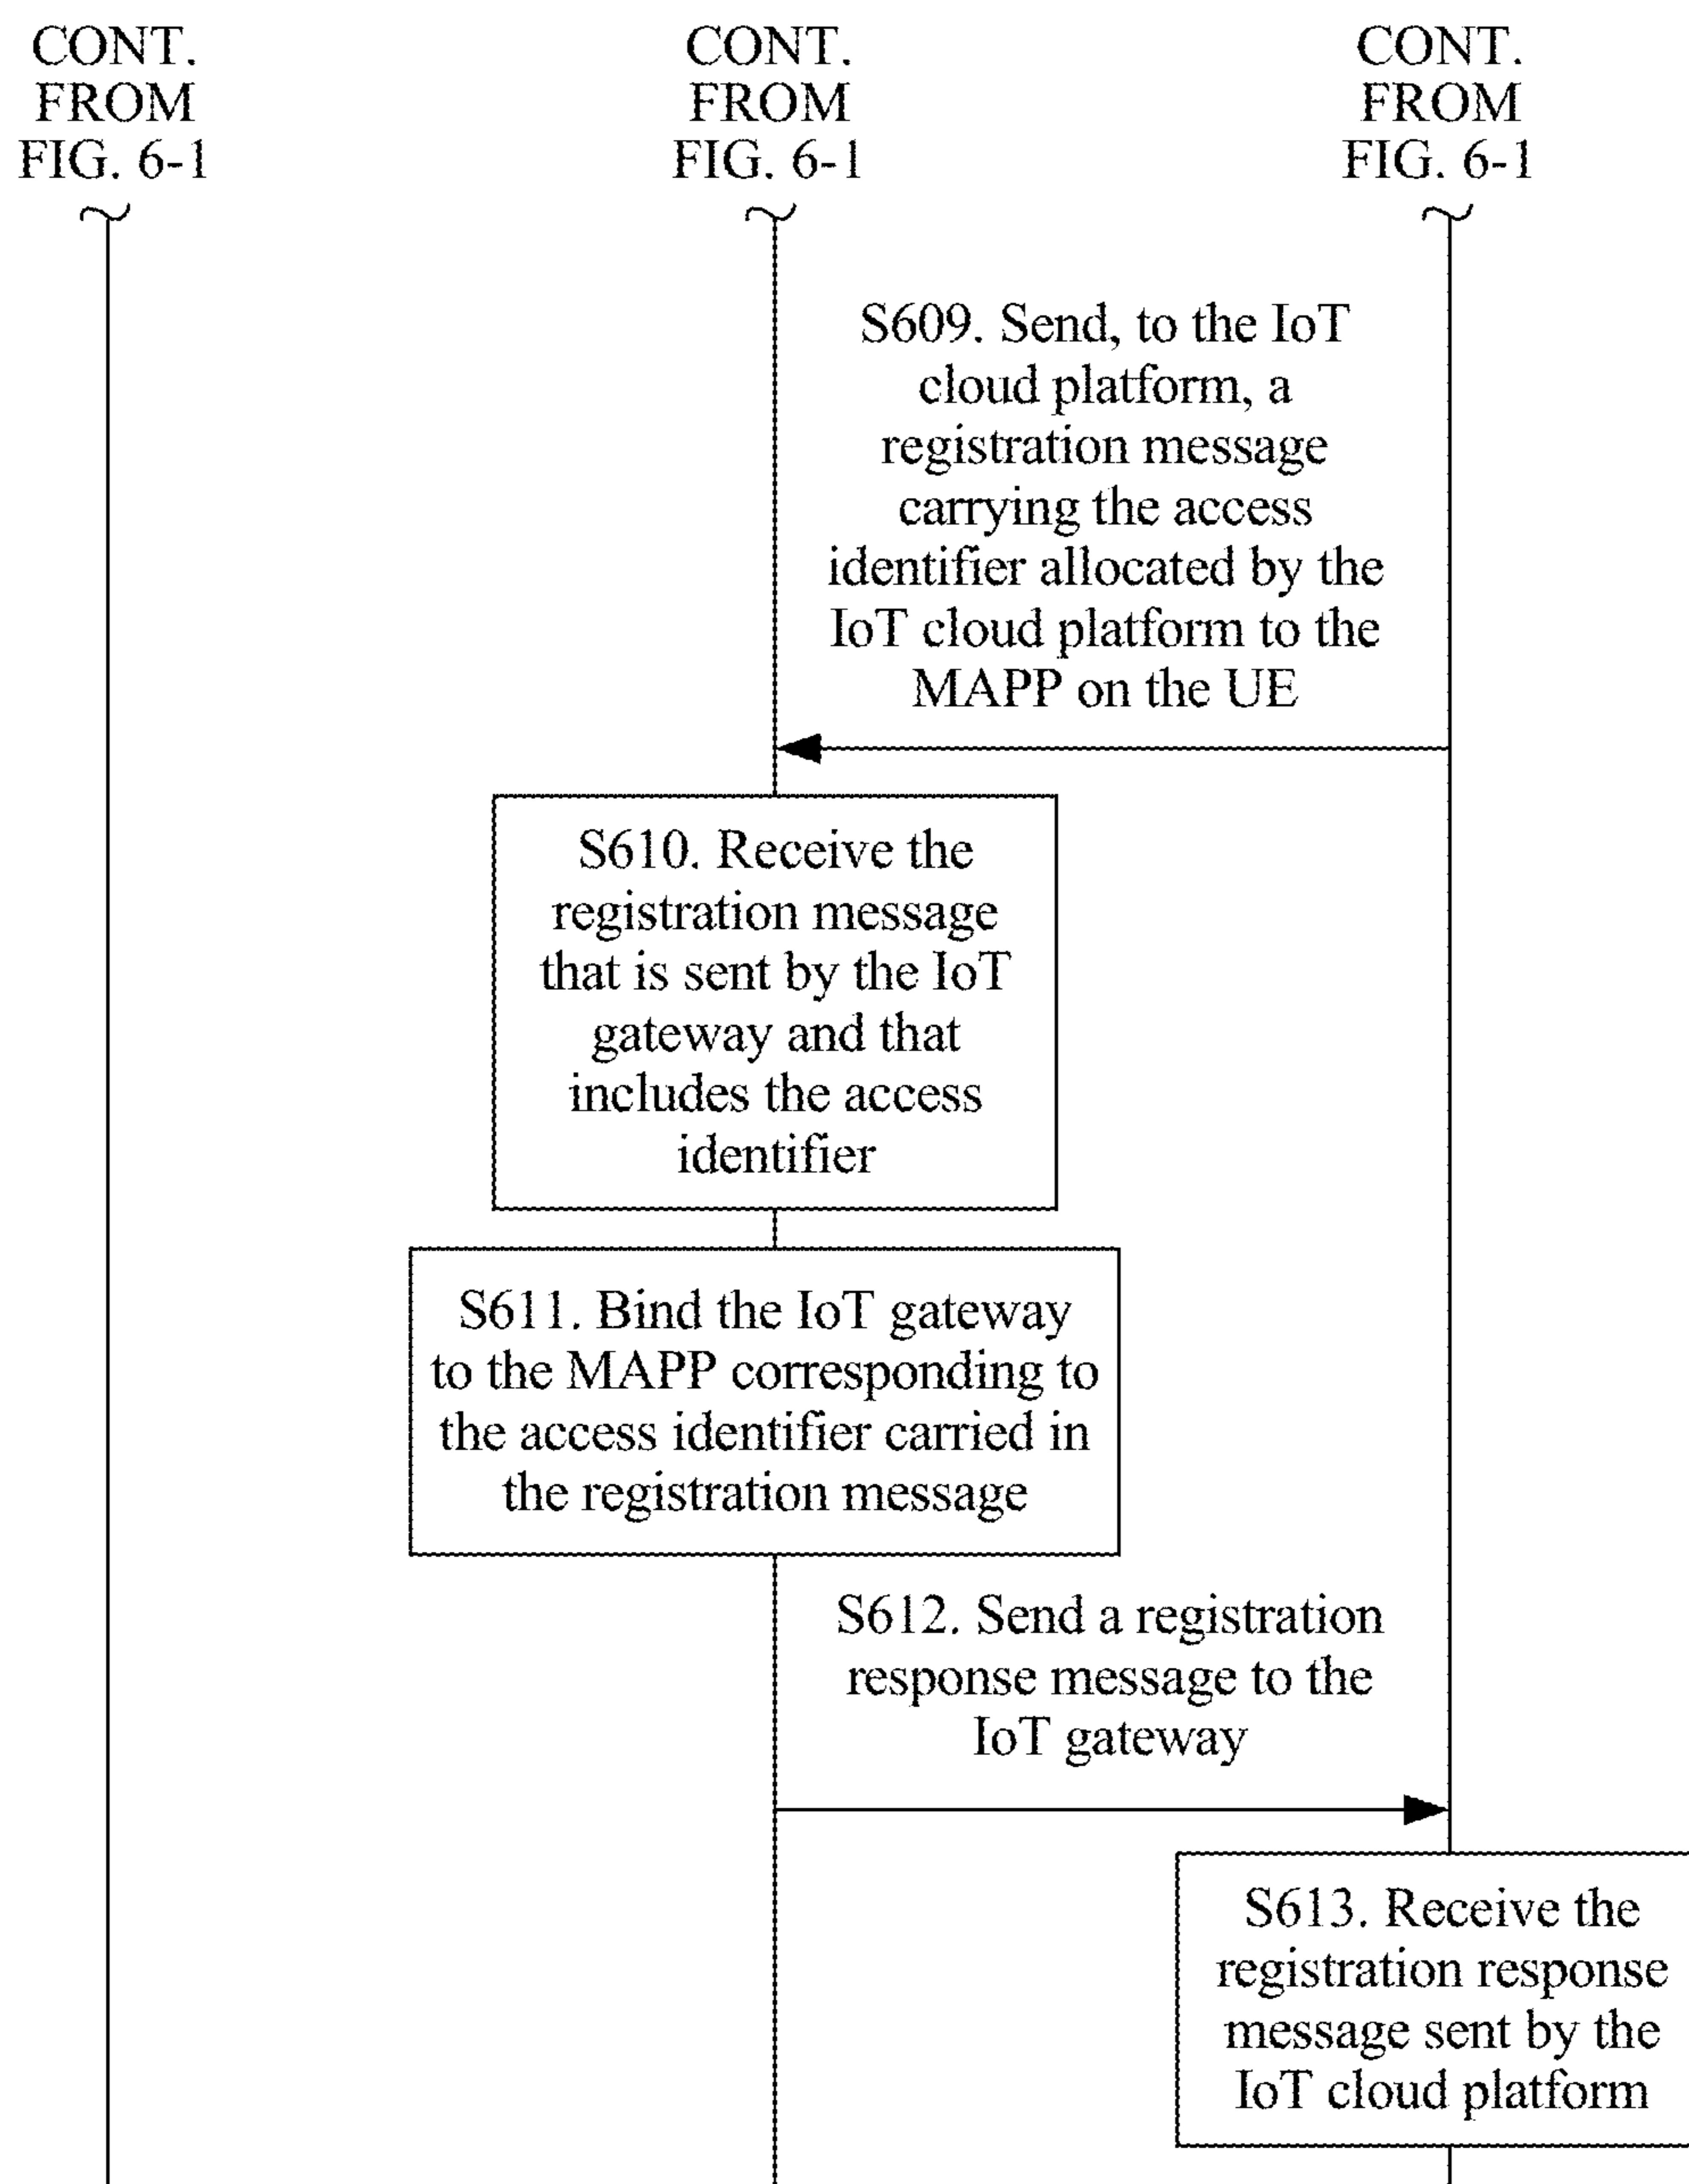 CONT.
FROM
FIG. 6-1
CONT.
FROM
FIG. 6-1
CONT.
FROM
FIG. 6-1
S609. Send, to the IoT
cloud platform, a
registration message
carrying the access
identifier allocated by the
IoT cloud platform to the
MAPP on the UE
S610. Receive the
registration message
that is sent by the IoT
gateway and that
includes the access
identifier
S611. Bind the IoT gateway
to the MAPP corresponding to
the access identifier carried in
the registration message
S612. Send a registration
response message to the
IoT gateway
S613. Receive the
registration response
message sent by the
IoT cloud platform